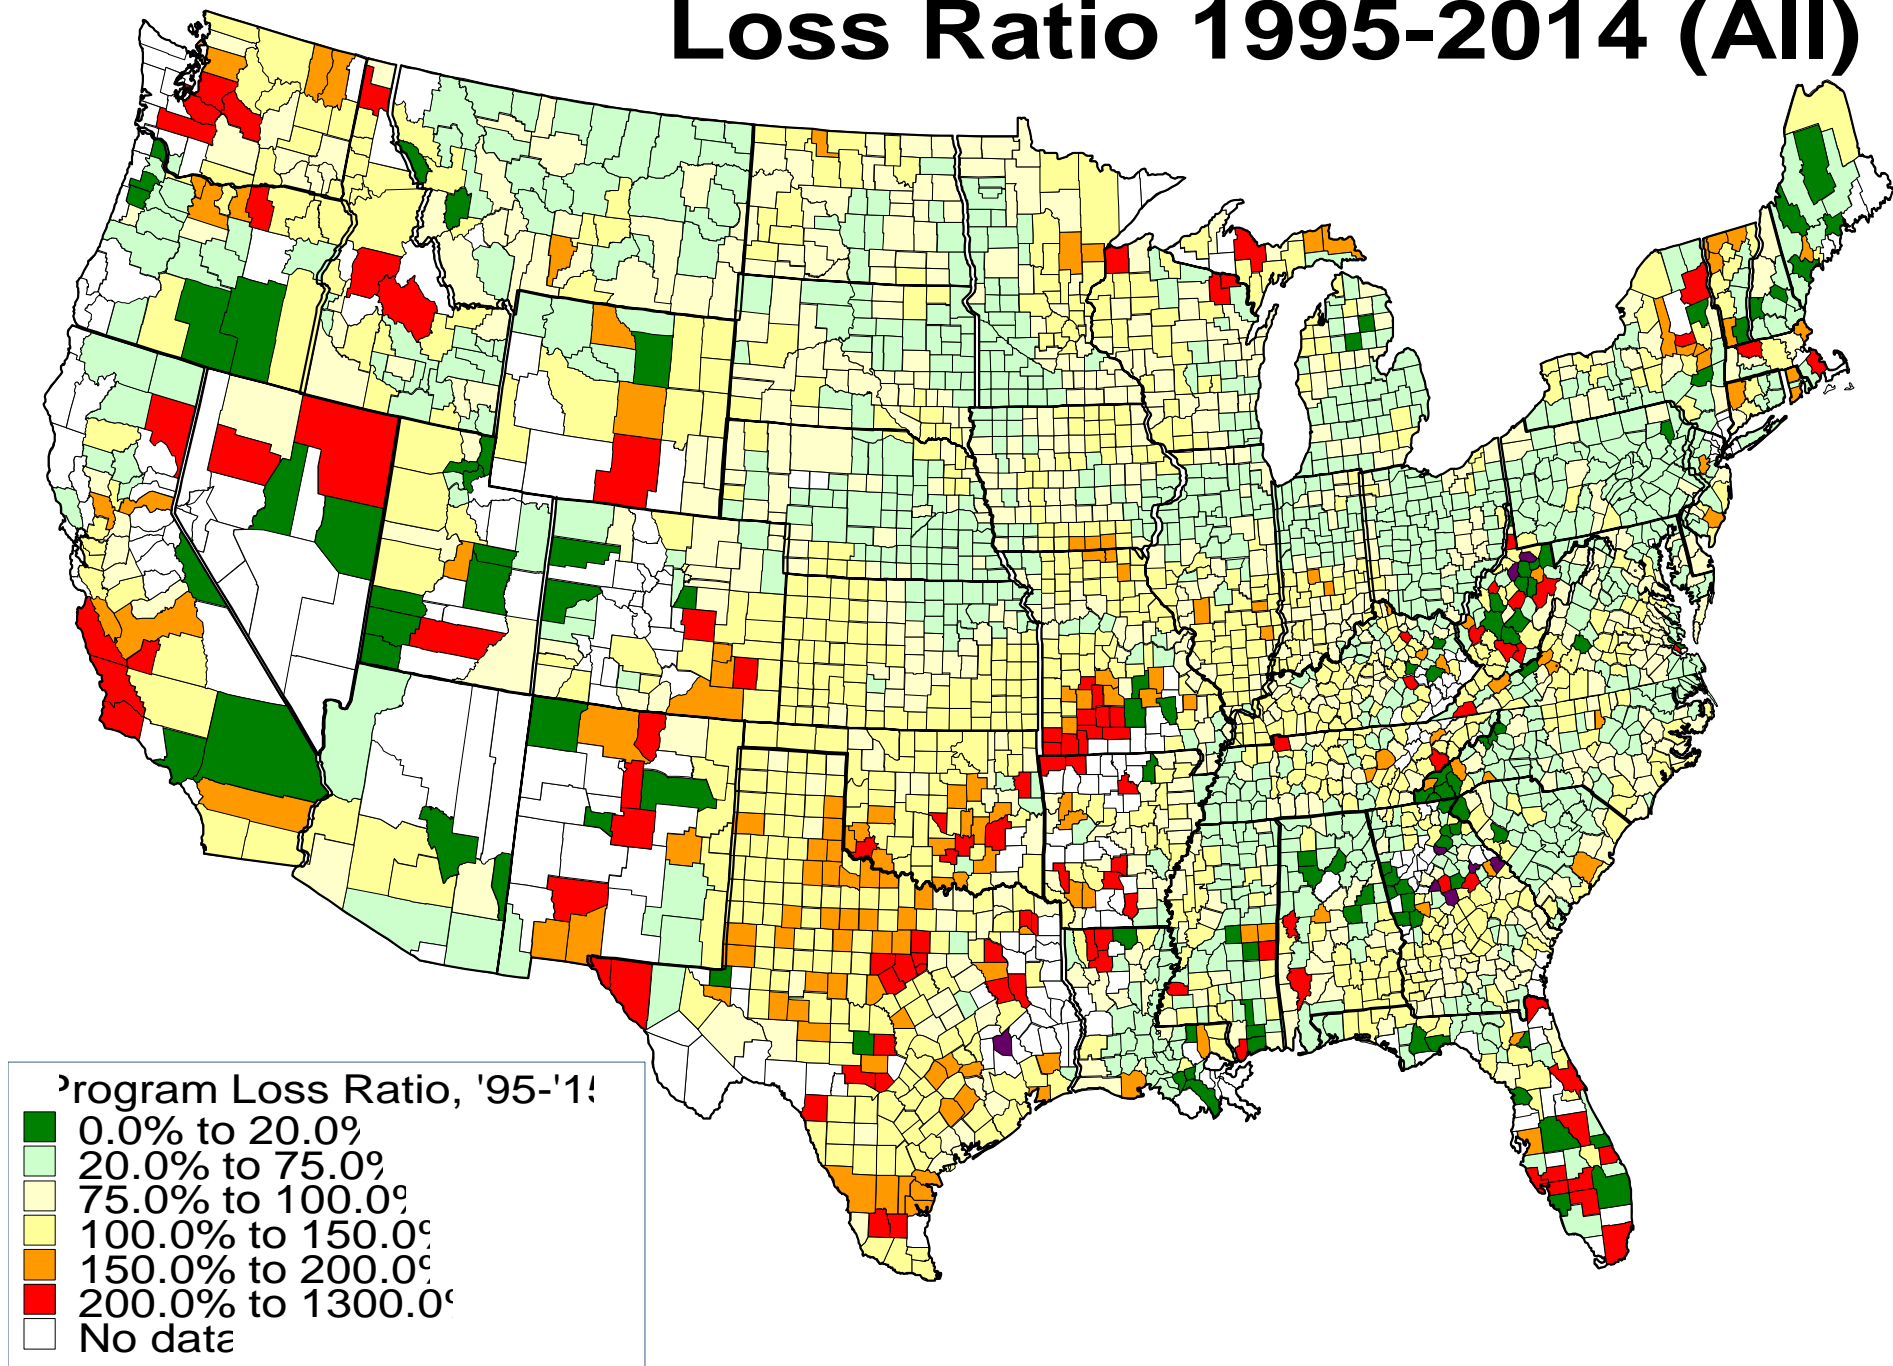 Loss Ratio 1995-2014 (All)
Program Loss Ratio, '95-'15
0.0% to 20.0%
20.0% to 75.0%
75.0% to 100.0%
100.0% to 150.0%
150.0% to 200.0%
200.0% to 1300.0%
No data